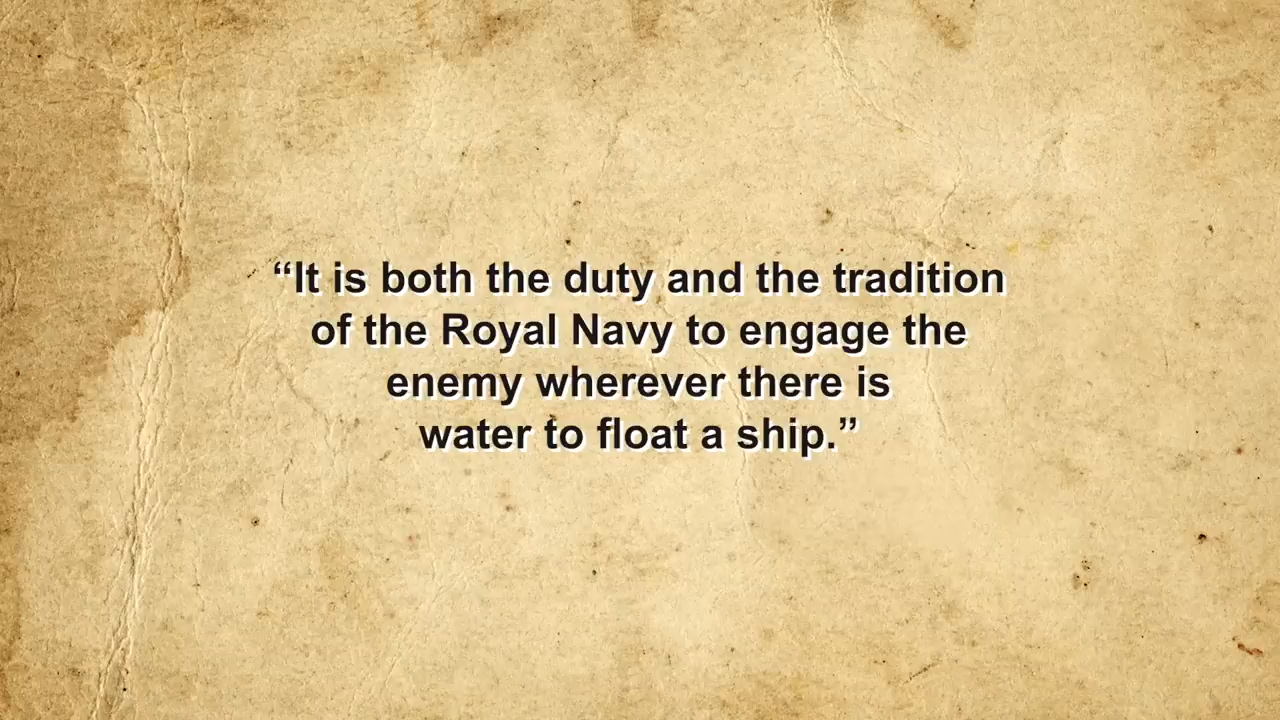 “It is both the duty and the tradition
of the Royal Navy to engage the
enemy wherever there is
water to float a ship.”